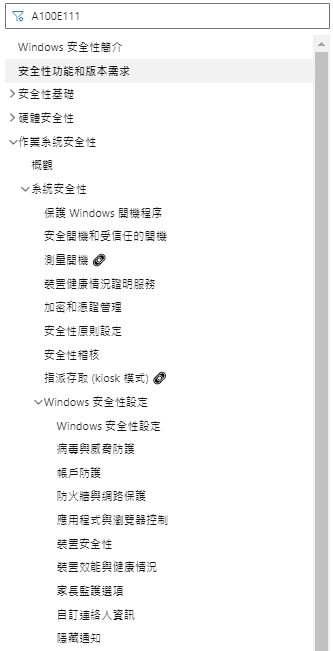 A100E111
Windows 安全性簡介
安全性功能和版本需求
安全性基礎
硬體安全性
作業系統安全性
概觀
系統安全性
保護 Windows 開機程序
安全開機和受信任的開機
測量開機
裝置健康情況證明服務
加密和憑證管理
安全性原則設定
安全性稽核
指派存取 (kiosk 模式)
Windows 安全性設定
Windows 安全性設定
病毒與威脅防護
帳戶防護
防火牆與網路保護
應用程式與瀏覽器控制
裝置安全性
裝置效能與健康情況
家長監護選項
自訂連絡人資訊
隱藏通知